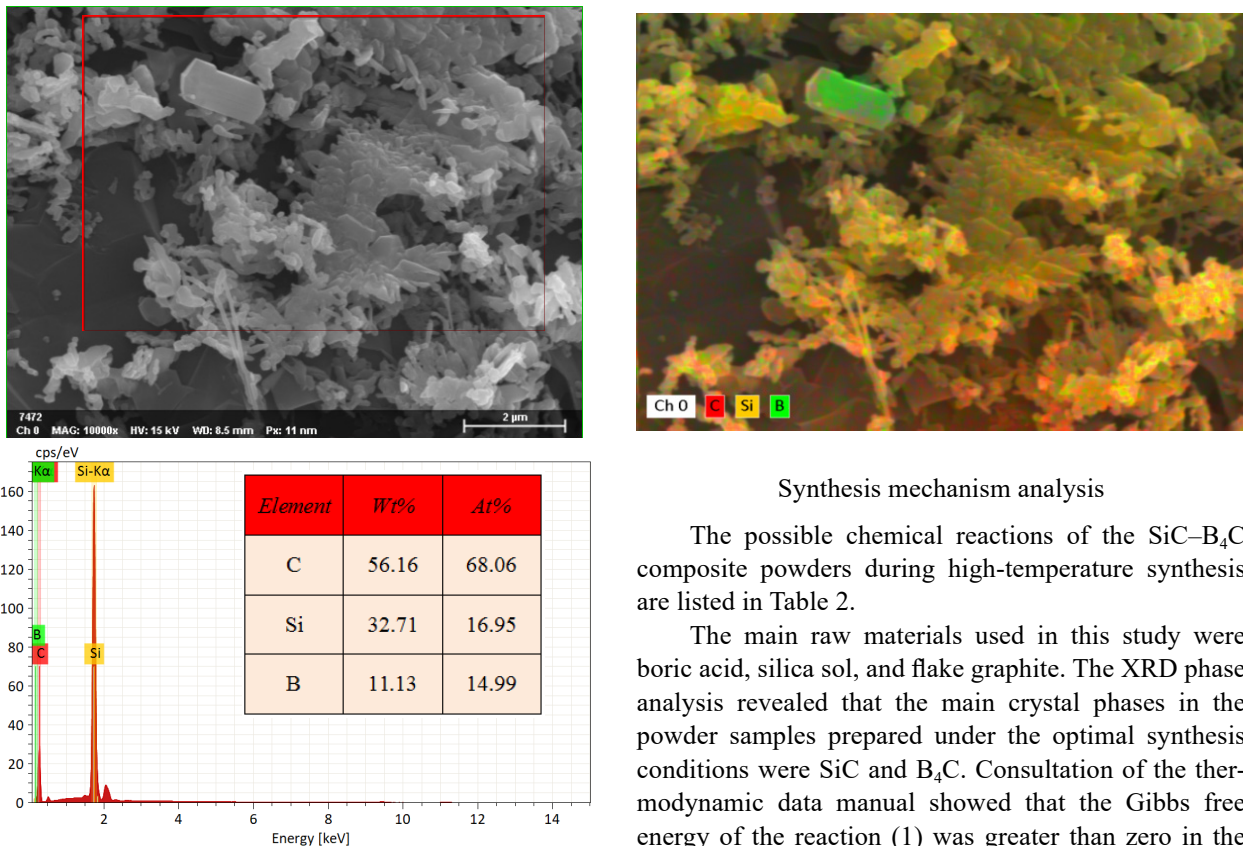 7472
Ch 0 MAG: 10000x HV: 15 kV WD: 8.5 mm Px: 11 nm
2 µm
Ch 0 C Si B
cps/eV
Kα Si-Kα
160
140
120
100
80
60
40
20
0
B
C Si
2 4 6 8 10 12 14
Energy [keV]
Element Wt% At%
C 56.16 68.06
Si 32.71 16.95
B 11.13 14.99
Synthesis mechanism analysis
The possible chemical reactions of the SiC–B₄C
composite powders during high-temperature synthesis
are listed in Table 2.
The main raw materials used in this study were
boric acid, silica sol, and flake graphite. The XRD phase
analysis revealed that the main crystal phases in the
powder samples prepared under the optimal synthesis
conditions were SiC and B₄C. Consultation of the ther-
modynamic data manual showed that the Gibbs free
energy of the reaction (1) was greater than zero in the